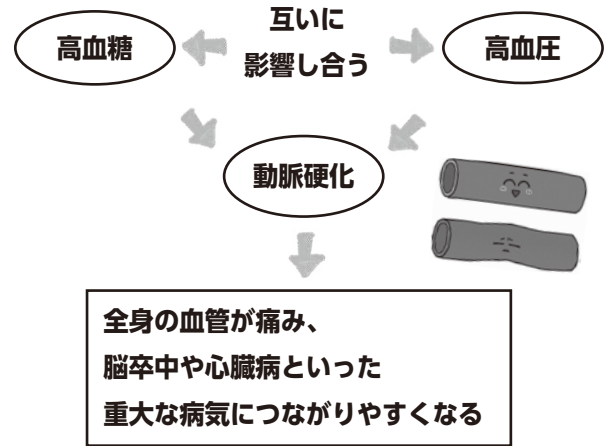 互いに
影響し合う
高血糖
高血圧
動脈硬化
全身の血管が痛み、
脳卒中や心臓病といった
重大な病気につながりやすくなる